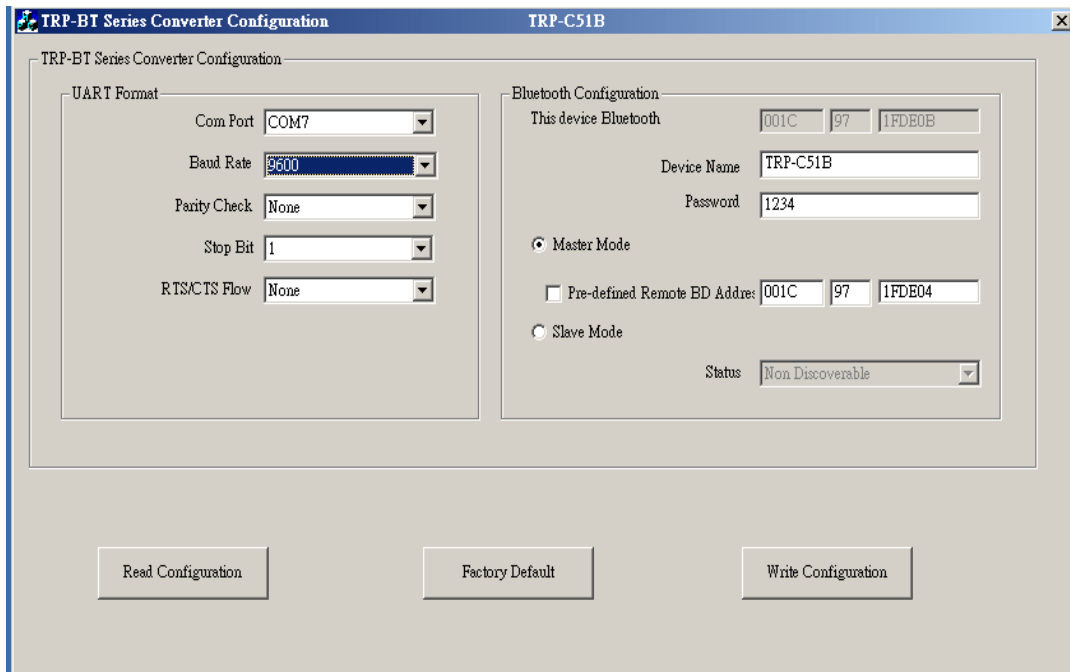 TRP-BT Series Converter Configuration TRP-C51B
TRP-BT Series Converter Configuration
UART Format
Com Port COM7
Baud Rate 9600
Parity Check None
Stop Bit 1
RTS/CTS Flow None
Bluetooth Configuration
This device Bluetooth 001C 97 1FDE0B
Device Name TRP-C51B
Password 1234
Master Mode
Pre-defined Remote BD Addres 001C 97 1FDE04
Slave Mode
Status Non Discoverable
Read Configuration Factory Default Write Configuration